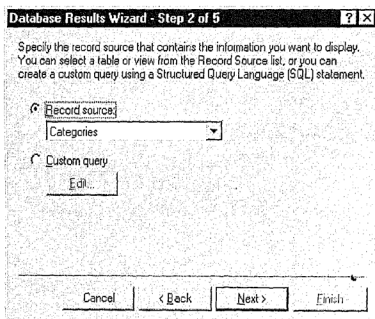 Database Results Wizard - Step 2 of 5
Specify the record source that contains the information you want to display.
You can select a table or view from the Record Source list, or you can
create a custom query using a Structured Query Language (SQL) statement.
Record source:
Categories
Custom query
Edit...
Cancel
< Back
Next >
Finish